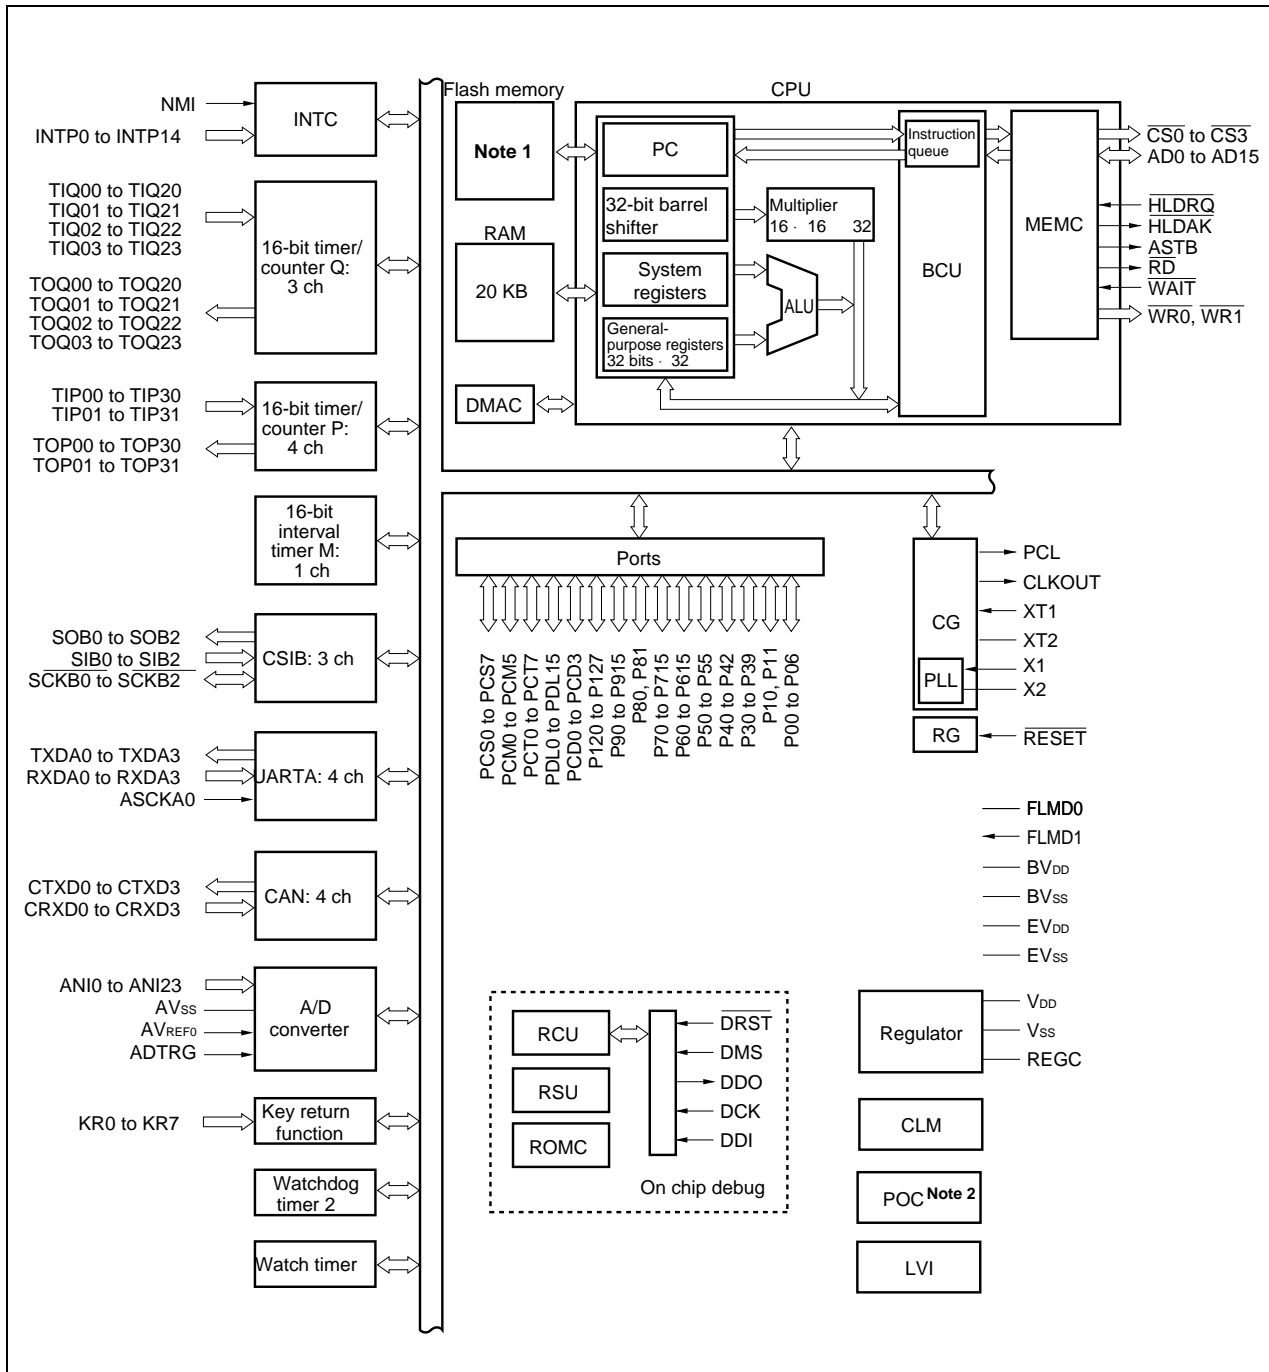 NMI
INTP0 to INTP14
INTC
TIQ00 to TIQ20
TIQ01 to TIQ21
TIQ02 to TIQ22
TIQ03 to TIQ23
TOQ00 to TOQ20
TOQ01 to TOQ21
TOQ02 to TOQ22
TOQ03 to TOQ23
16-bit timer/
counter Q:
3 ch
TIP00 to TIP30
TIP01 to TIP31
TOP00 to TOP30
TOP01 to TOP31
16-bit timer/
counter P:
4 ch
16-bit
interval
timer M:
1 ch
SOB0 to SOB2
SIB0 to SIB2
SCKB0 to SCKB2
CSIB: 3 ch
TXDA0 to TXDA3
RXDA0 to RXDA3
ASCKA0
UARTA: 4 ch
CTXD0 to CTXD3
CRXD0 to CRXD3
CAN: 4 ch
ANI0 to ANI23
AVSS
AVREF0
ADTRG
A/D
converter
KR0 to KR7
Key return
function
Watchdog
timer 2
Watch timer
Flash memory
Note 1
RAM
20 KB
DMAC
CPU
PC
32-bit barrel
shifter
System
registers
General-
purpose registers
32 bits · 32
Multiplier
16 · 16 32
ALU
Instruction
queue
BCU
MEMC
CS0 to CS3
AD0 to AD15
HLDRQ
HLDAK
ASTB
RD
WAIT
WR0, WR1
Ports
PCS0 to PCS7
PCM0 to PCM5
PCT0 to PCT7
PDL0 to PDL15
PCD0 to PCD3
P120 to P127
P90 to P915
P80, P81
P70 to P715
P60 to P615
P50 to P55
P40 to P42
P30 to P39
P10, P11
P00 to P06
CG
PLL
PCL
CLKOUT
XT1
XT2
X1
X2
RG
RESET
FLMD0
FLMD1
BVDD
BVSS
EVDD
EVSS
Regulator
VDD
VSS
REGC
CLM
POC Note 2
LVI
RCU
RSU
ROMC
DRST
DMS
DDO
DCK
DDI
On chip debug